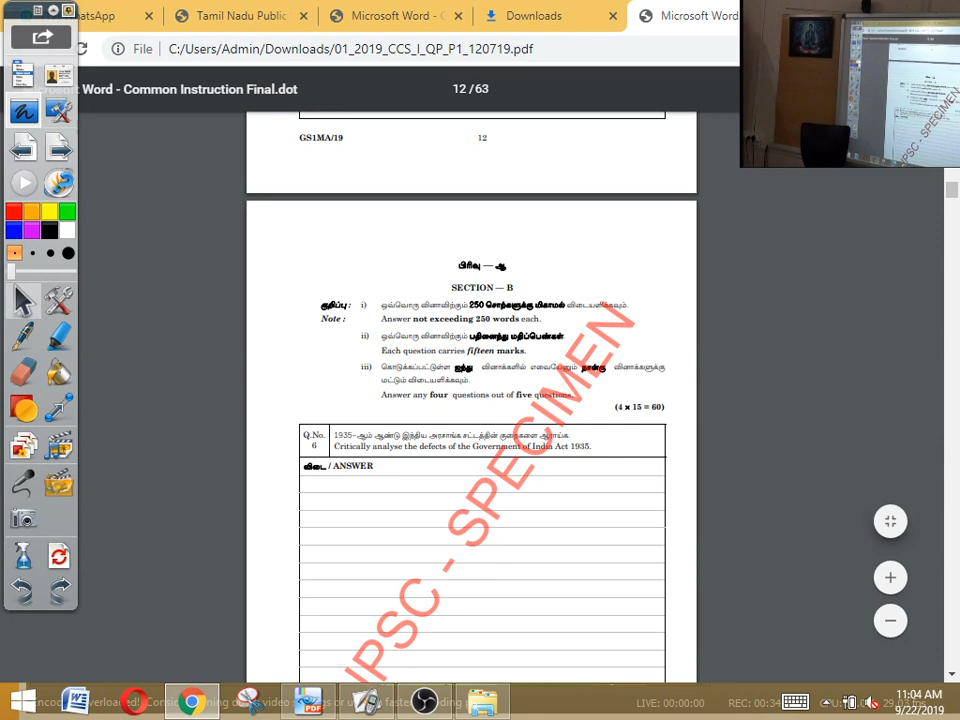 WhatsApp
Tamil Nadu Public
Microsoft Word - C
Downloads
Microsoft Word
File
C:/Users/Admin/Downloads/01_2019_CCS_I_QP_P1_120719.pdf
Word - Common Instruction Final.dot
12 / 63
GS1MA/19
12
பிரிவு — ஆ
SECTION — B
குறிப்பு : i) ஒவ்வொரு வினாவிற்கும் 250 சொற்களுக்கு மிகாமல் விடையளிக்கவும்.
Note : Answer not exceeding 250 words each.
ii) ஒவ்வொரு வினாவிற்கும் பதினைந்து மதிப்பெண்கள்
Each question carries fifteen marks.
iii) கொடுக்கப்பட்டுள்ள ஐந்து வினாக்களில் எவையேனும் நான்கு வினாக்களுக்கு
மட்டும் விடையளிக்கவும்.
Answer any four questions out of five questions.
(4 x 15 = 60)
Q.No.
6
1935-ஆம் ஆண்டு இந்திய அரசாங்க சட்டத்தின் குறைகளை ஆராய்க.
Critically analyse the defects of the Government of India Act 1935.
விடை / ANSWER
PSC - SPECIMEN
PSC - SPECIMEN
LIVE: 00:00:00
11:04 AM
9/22/2019